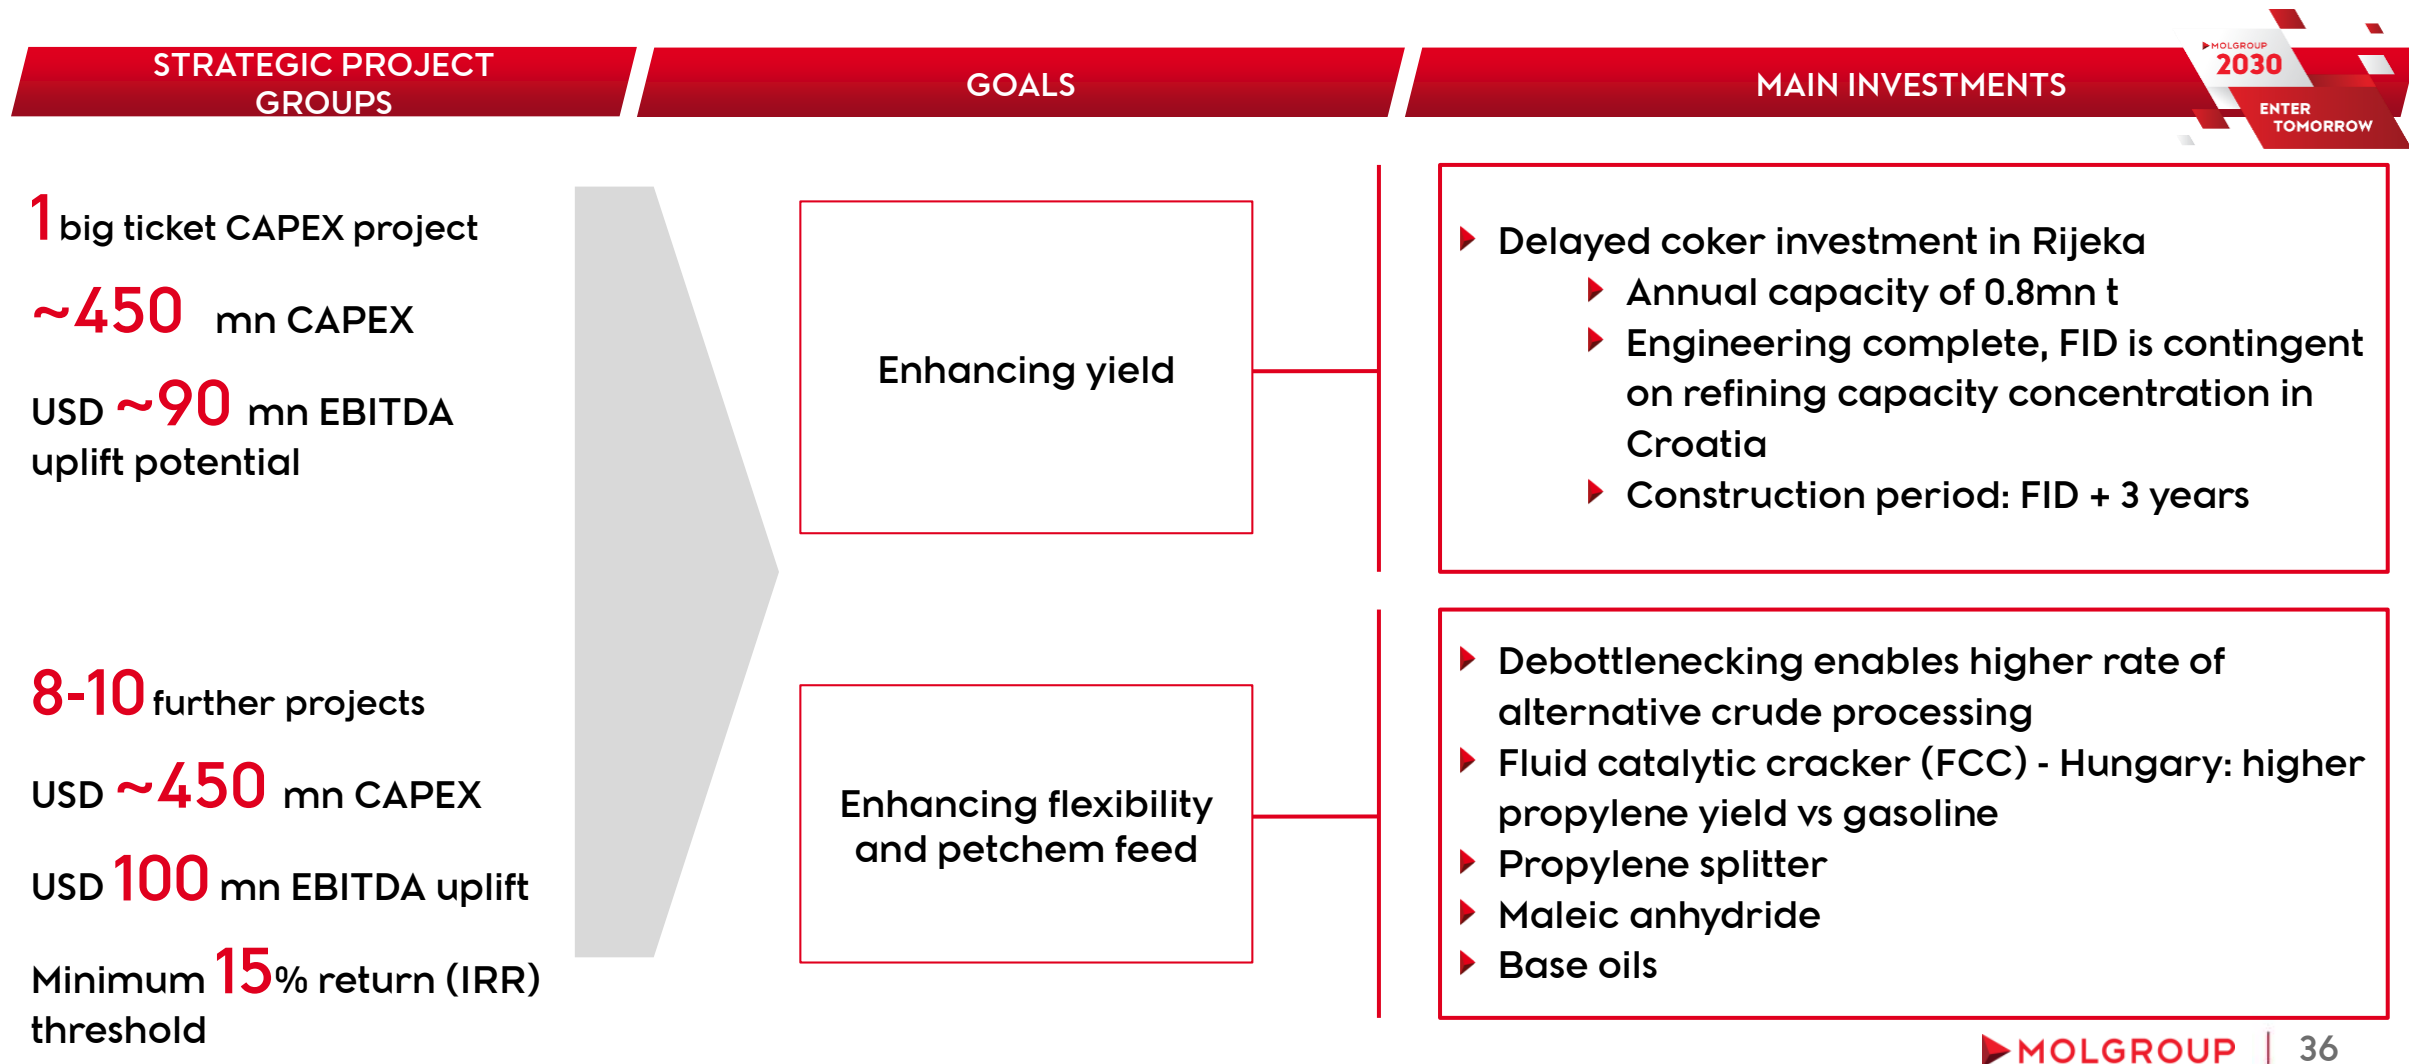 STRATEGIC PROJECT
GROUPS
GOALS
MAIN INVESTMENTS
MOLGROUP
2030
ENTER
TOMORROW
1 big ticket CAPEX project
~450 mn CAPEX
USD ~90 mn EBITDA
uplift potential
8-10 further projects
USD ~450 mn CAPEX
USD 100 mn EBITDA uplift
Minimum 15% return (IRR)
threshold
Enhancing yield
Enhancing flexibility
and petchem feed
Delayed coker investment in Rijeka
Annual capacity of 0.8mn t
Engineering complete, FID is contingent
on refining capacity concentration in
Croatia
Construction period: FID + 3 years
Debottlenecking enables higher rate of
alternative crude processing
Fluid catalytic cracker (FCC) - Hungary: higher
propylene yield vs gasoline
Propylene splitter
Maleic anhydride
Base oils
MOLGROUP | 36